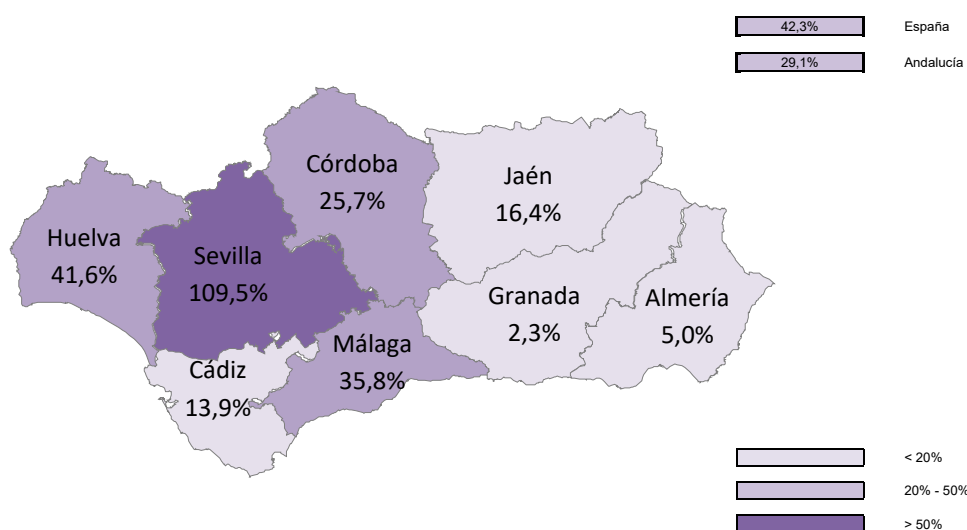 42,3% España
29,1% Andalucía
Córdoba
25,7%
Jaén
16,4%
Huelva
41,6%
Sevilla
109,5%
Granada
2,3%
Almería
5,0%
Málaga
35,8%
Cádiz
13,9%
< 20%
20% - 50%
> 50%